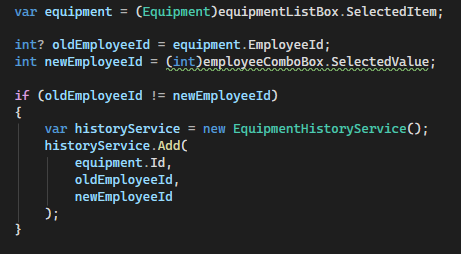 var equipment = (Equipment)equipmentListBox.SelectedItem;
int? oldEmployeeId = equipment.EmployeeId;
int newEmployeeId = (int)employeeComboBox.SelectedValue;
if (oldEmployeeId != newEmployeeId)
{
var historyService = new EquipmentHistoryService();
historyService.Add(
equipment.Id,
oldEmployeeId,
newEmployeeId
);
}